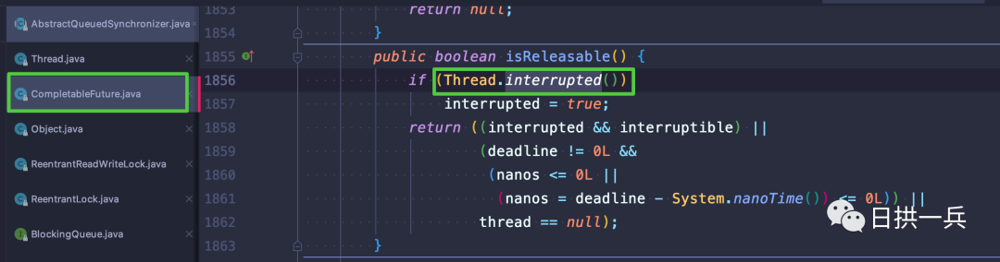 AbstractQueuedSynchronizer.java
Thread.java
CompletableFuture.java
Object.java
ReentrantReadWriteLock.java
ReentrantLock.java
BlockingQueue.java
1853 return null;
1854 }
1855 public boolean isReleasable() {
1856 if (Thread.interrupted())
1857 interrupted = true;
1858 return ((interrupted && interruptible) ||
1859 (deadline != 0L &&
1860 (nanos <= 0L ||
1861 (nanos = deadline - System.nanoTime()) <= 0L)) ||
1862 thread == null);
1863 }
日拱一兵